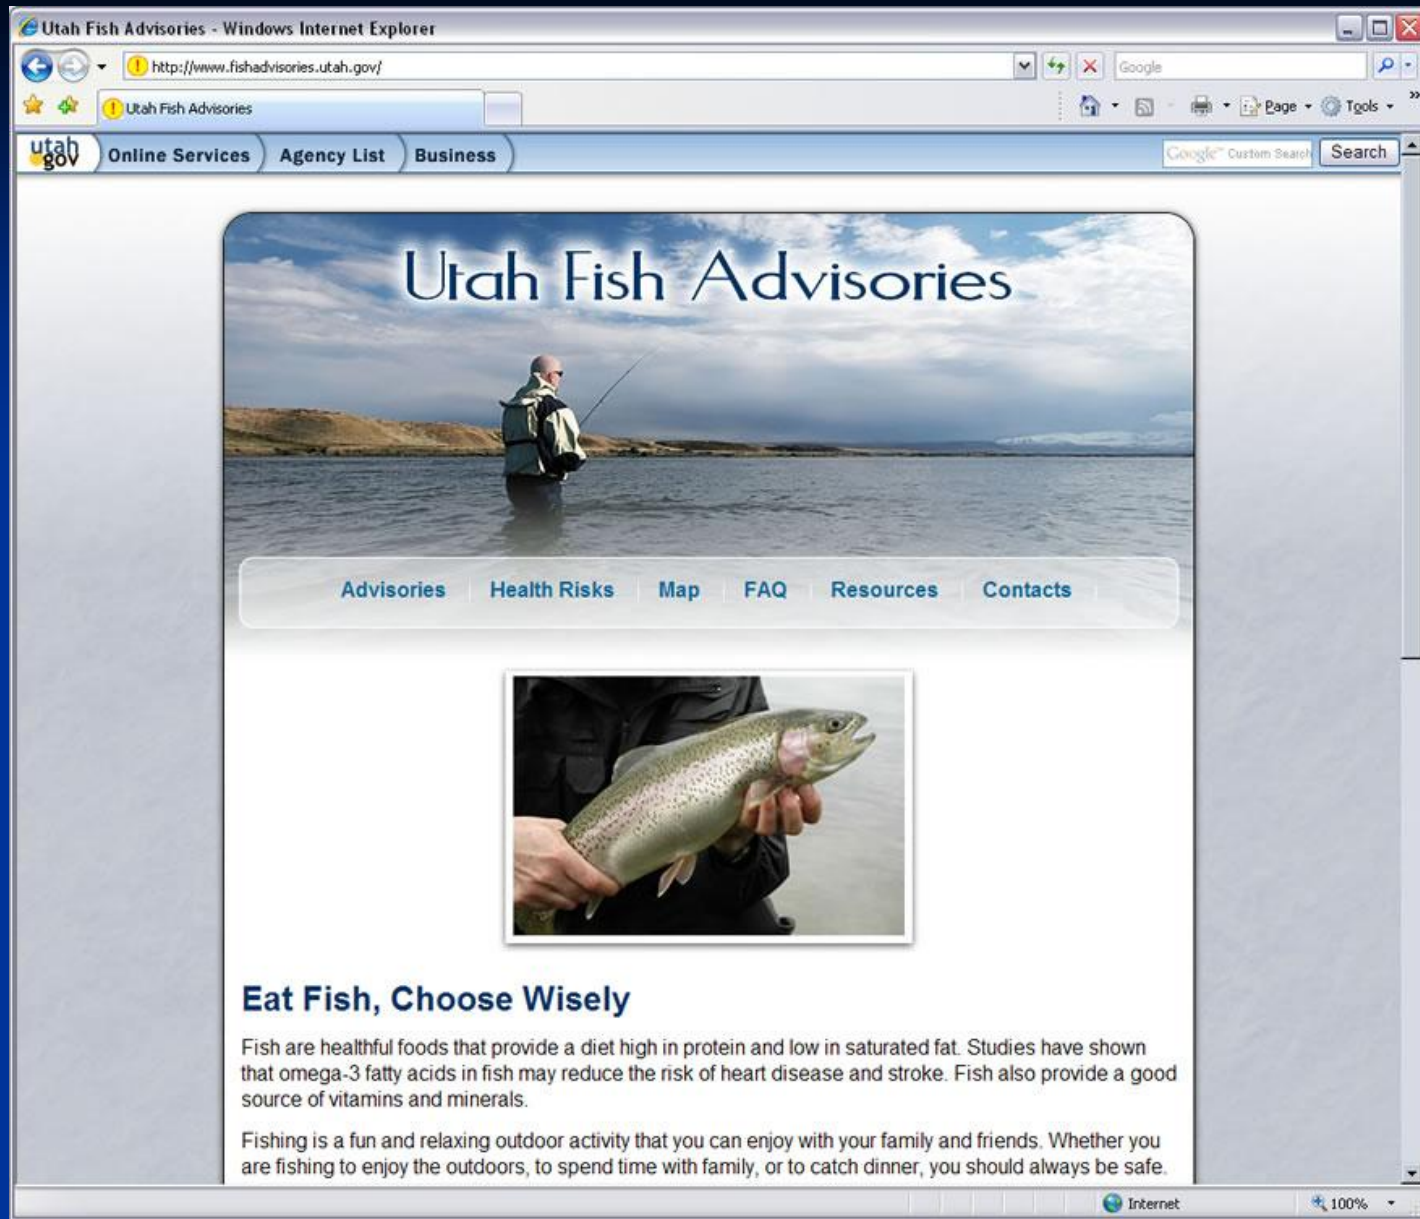 Utah Fish Advisories - Windows Internet Explorer
http://www.fishadvisories.utah.gov/
Google
Utah Fish Advisories
Page
Tools
utah
gov
Online Services
Agency List
Business
Google™ Custom Search
Search
Utah Fish Advisories
Advisories
Health Risks
Map
FAQ
Resources
Contacts
Eat Fish, Choose Wisely
Fish are healthful foods that provide a diet high in protein and low in saturated fat. Studies have shown
that omega-3 fatty acids in fish may reduce the risk of heart disease and stroke. Fish also provide a good
source of vitamins and minerals.
Fishing is a fun and relaxing outdoor activity that you can enjoy with your family and friends. Whether you
are fishing to enjoy the outdoors, to spend time with family, or to catch dinner, you should always be safe.
Internet
100%